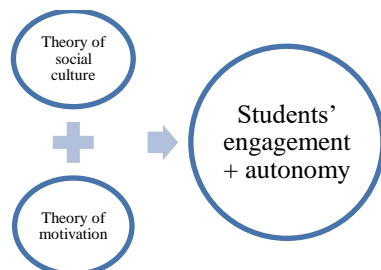 Theory of
social
culture
Theory of
motivation
Students’
engagement
+ autonomy